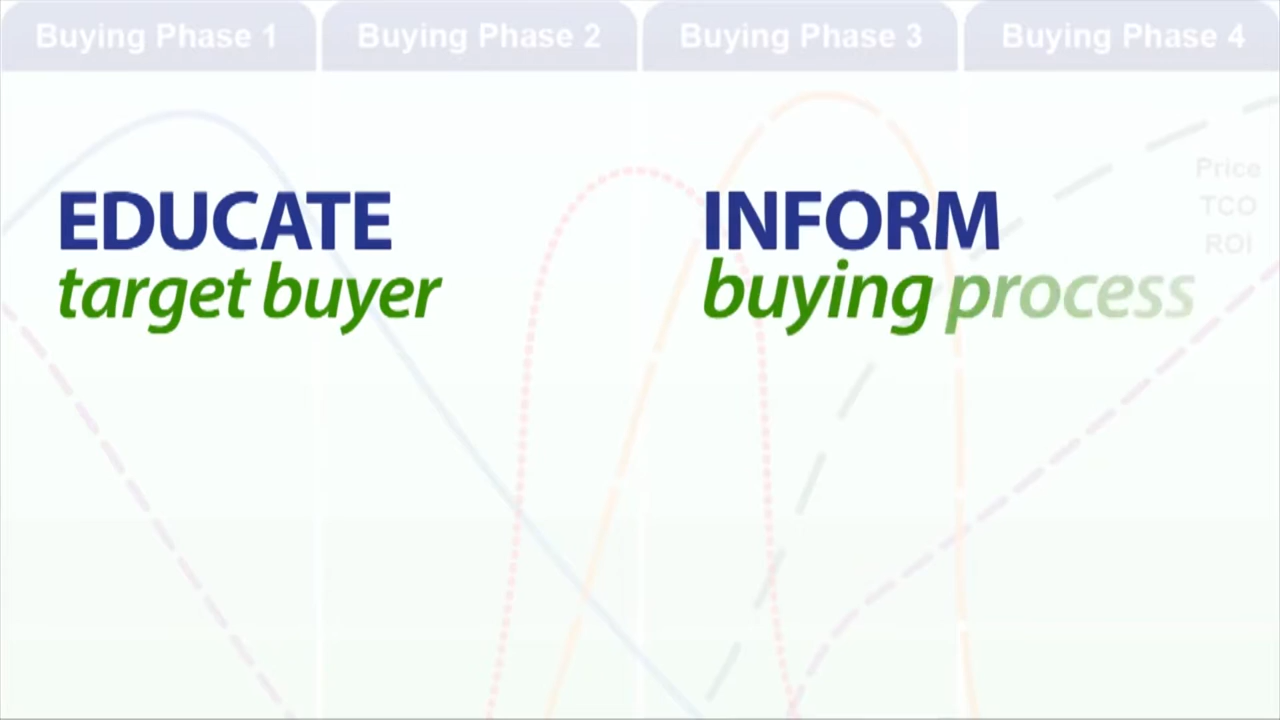 Buying Phase 1
Buying Phase 2
Buying Phase 3
Buying Phase 4
Price
TCO
ROI
EDUCATE
target buyer
INFORM
buying process